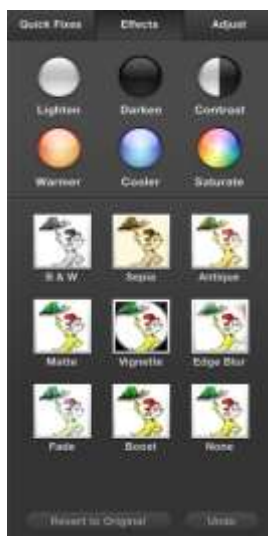 Quick Fixes Effects Adjust
Lighten Darken Contrast
Warmer Cooler Saturate
B & W Sepia Antique
Matte Vignette Edge Blur
Fade Boost None
Revert to Original Undo